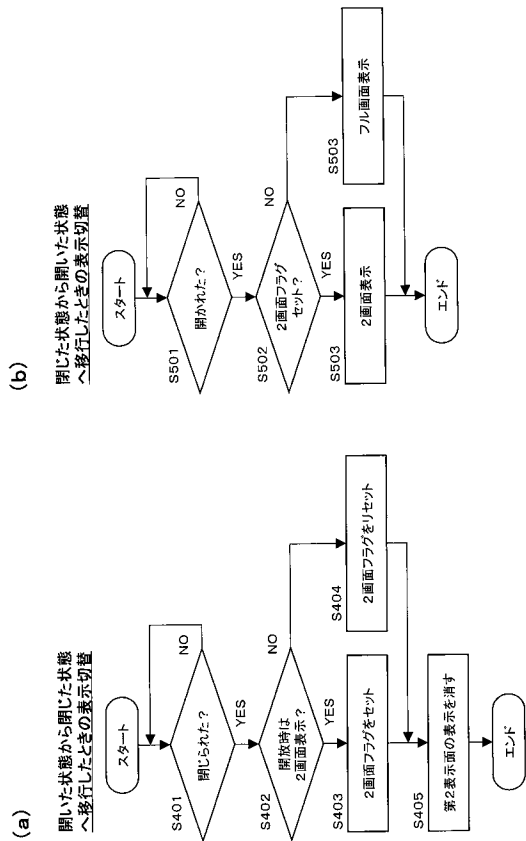 (a)
開いた状態から閉じた状態
へ移行したときの表示切替
スタート
S401
閉じられた?
NO
YES
S402
開放時は
2画面表示?
NO
YES
S403
2画面フラグをセット
S404
2画面フラグをリセット
S405
第2表示面の表示を消す
エンド
(b)
閉じた状態から開いた状態
へ移行したときの表示切替
スタート
S501
開かれた?
NO
YES
S502
2画面フラグ
セット?
NO
YES
S503
2画面表示
S503
フル画面表示
エンド